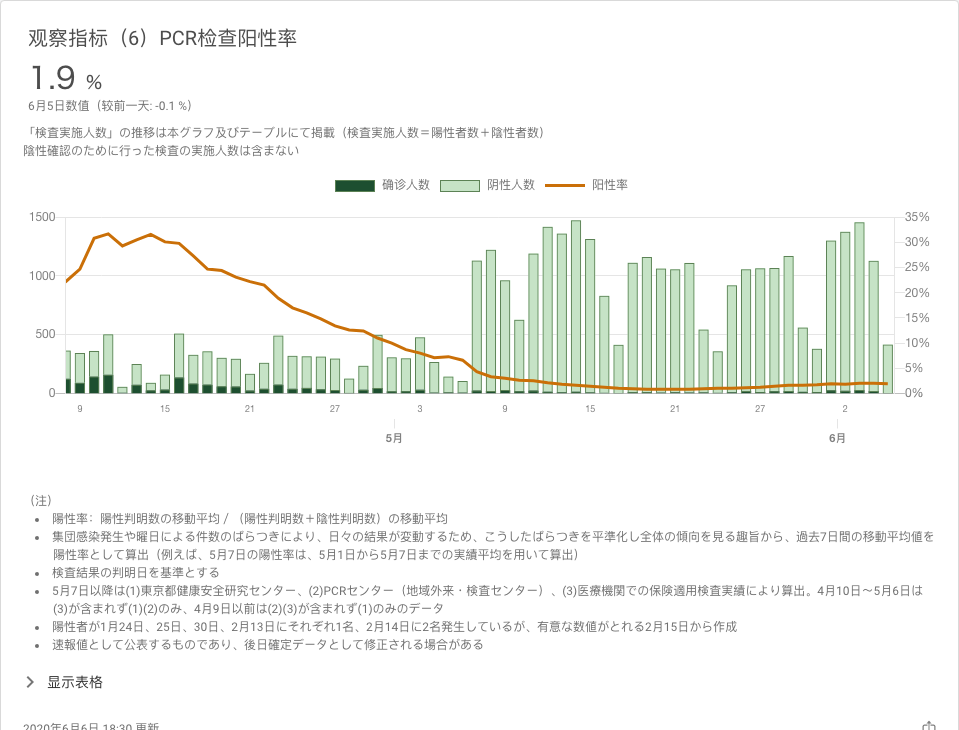 观察指标（6）PCR检查阳性率
1.9 %
6月5日数值（较前一天: -0.1 %）
「検査実施人数」の推移は本グラフ及びテーブルにて掲載（検査実施人数＝陽性者数＋陰性者数）
陰性確認のために行った検査の実施人数は含まない
确诊人数 阴性人数 阳性率
1500 35%
30%
1000 25%
20%
15%
500 10%
5%
0 0%
9 15 21 27 3 9 15 21 27 2
5月 6月
（注）
• 陽性率：陽性判明数の移動平均 / （陽性判明数＋陰性判明数）の移動平均
• 集団感染発生や曜日による件数のばらつきにより、日々の結果が変動するため、こうしたばらつきを平準化し全体の傾向を見る趣旨から、過去7日間の移動平均値を
陽性率として算出（例えば、5月7日の陽性率は、5月1日から5月7日までの実績平均を用いて算出）
• 検査結果の判明日を基準とする
• 5月7日以降は(1)東京都健康安全研究センター、(2)PCRセンター（地域外来・検査センター）、(3)医療機関での保険適用検査実績により算出。4月10日～5月6日は
(3)が含まれず(1)(2)のみ、4月9日以前は(2)(3)が含まれず(1)のみのデータ
• 陽性者が1月24日、25日、30日、2月13日にそれぞれ1名、2月14日に2名発生しているが、有意な数値がとれる2月15日から作成
• 速報値として公表するものであり、後日確定データとして修正される場合がある
显示表格
2020年6月6日 18:30 更新